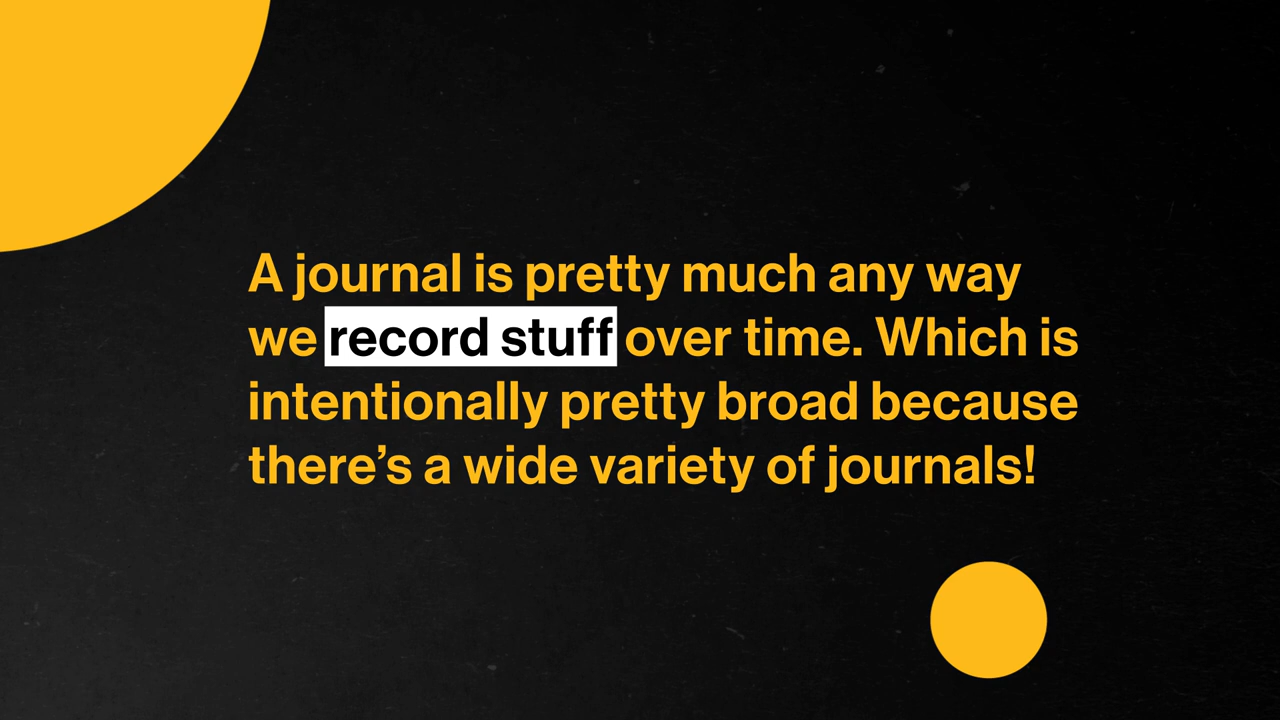 A journal is pretty much any way
we record stuff over time. Which is
intentionally pretty broad because
there’s a wide variety of journals!